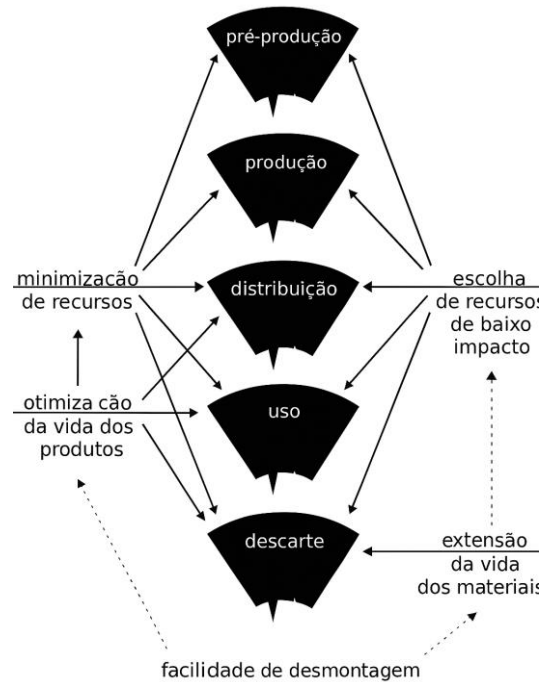 pré-produção
produção
minimização
de recursos
distribuição
escolha
de recursos
de baixo
impacto
otimiza cão
da vida dos
produtos
uso
descarte
extensão
da vida
dos materiais
facilidade de desmontagem